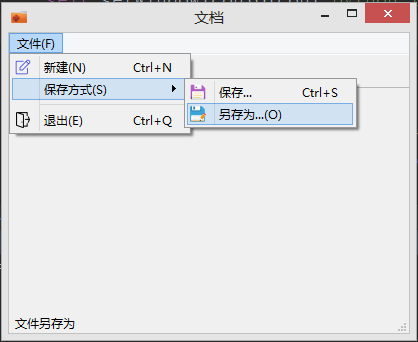 文档
文件(F)
新建(N) Ctrl+N
保存方式(S)
保存... Ctrl+S
另存为...(O)
退出(E) Ctrl+Q
文件另存为